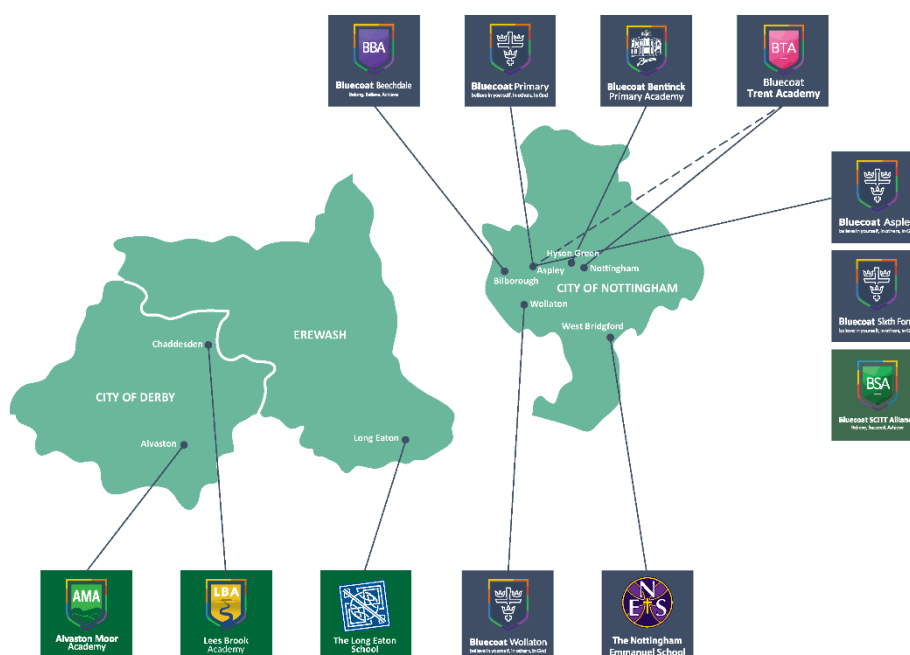 BBA
Bluecoat Beechdale
Belong, Believe, Achieve
Bluecoat Primary
believe in yourself, in others, in God
Bluecoat Bentinck
Primary Academy
BTA
Bluecoat
Trent Academy
Bluecoat Aspley
believe in yourself, in others, in G
Bluecoat Sixth Form
believe in yourself, in others, in G
BSA
Bluecoat SCITT Alliance
Believe, Succeed, Achieve
Hyson Green
Aspley
Nottingham
Bilborough
CITY OF NOTTINGHAM
Wollaton
West Bridgford
EREWASH
Chaddesden
CITY OF DERBY
Alvaston
Long Eaton
AMA
Alvaston Moor
Academy
LBA
Lees Brook
Academy
The Long Eaton
School
Bluecoat Wollaton
believe in yourself, in others, in God
N
E S
The Nottingham
Emmanuel School